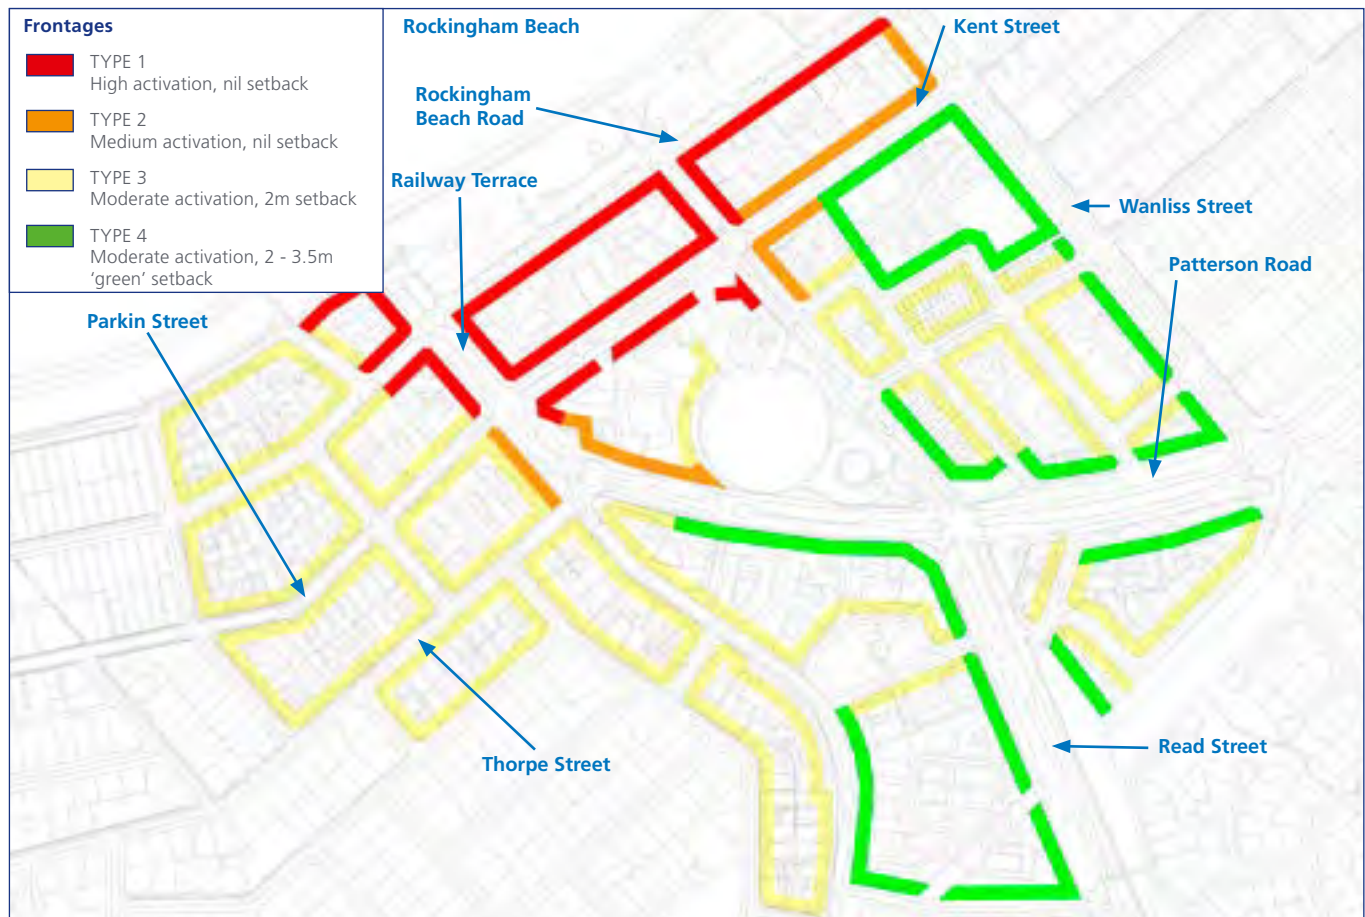 Frontages
TYPE 1
High activation, nil setback
TYPE 2
Medium activation, nil setback
TYPE 3
Moderate activation, 2m setback
TYPE 4
Moderate activation, 2 - 3.5m
‘green’ setback
Rockingham Beach
Kent Street
Rockingham
Beach Road
Railway Terrace
Wanliss Street
Patterson Road
Parkin Street
Thorpe Street
Read Street